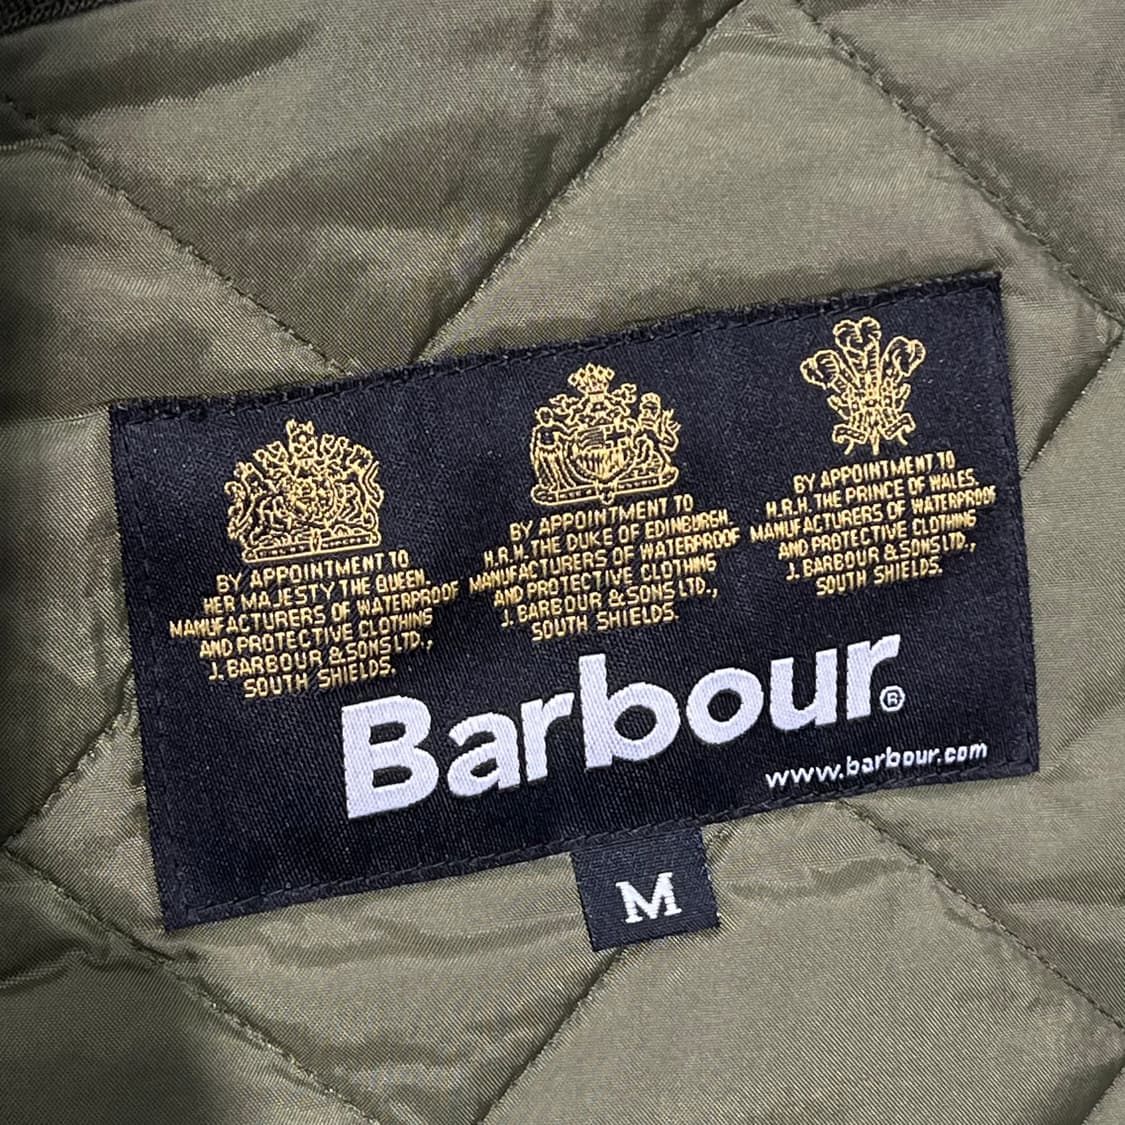 BY APPOINTMENT TO
HER MAJESTY THE QUEEN.
MANUFACTURERS OF WATERPROOF
AND PROTECTIVE CLOTHING
J. BARBOUR & SONS LTD.,
SOUTH SHIELDS.
BY APPOINTMENT TO
H.R.H. THE DUKE OF EDINBURGH.
MANUFACTURERS OF WATERPROOF
AND PROTECTIVE CLOTHING
J. BARBOUR & SONS LTD.,
SOUTH SHIELDS.
BY APPOINTMENT TO
H.R.H. THE PRINCE OF WALES.
MANUFACTURERS OF WATERPROOF
AND PROTECTIVE CLOTHING
J. BARBOUR & SONS LTD.,
SOUTH SHIELDS.
Barbour®
www.barbour.com
M